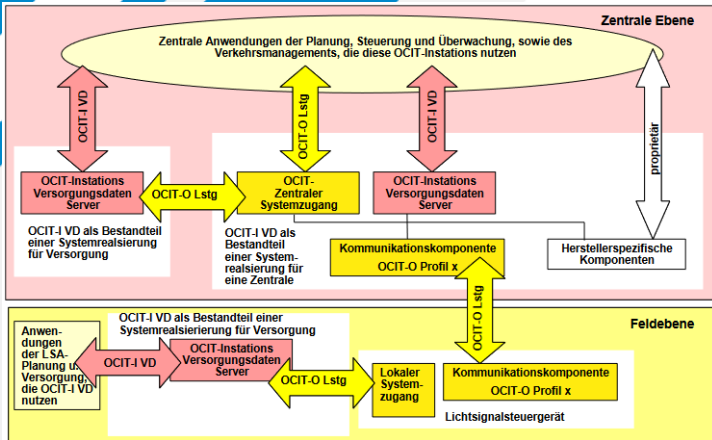 Zentrale Ebene
Zentrale Anwendungen der Planung, Steuerung und Überwachung, sowie des
Verkehrsmanagements, die diese OCIT-Instations nutzen
OCIT-I VD
OCIT-O Lstg
OCIT-I VD
proprietär
OCIT-Instations
Versorgungsdaten
Server
OCIT-O Lstg
OCIT-
Zentraler
Systemzugang
OCIT-Instations
Versorgungsdaten
Server
OCIT-I VD als Bestandteil
einer Systemrealisierung
für Versorgung
OCIT-I VD als
Bestandteil
einer System-
realisierung für
eine Zentrale
Kommunikationskomponente
OCIT-O Profil x
Herstellerspezifische
Komponenten
OCIT-O Lstg
Feldebene
OCIT-I VD als Bestandteil einer
Systemrealsierierung für Versorgung
Anwen-
dungen
der LSA-
Planung u
Versorgung,
die OCIT-I VD
nutzen
OCIT-I VD
OCIT-Instations
Versorgungsdaten
Server
OCIT-O Lstg
Lokaler
System-
zugang
Kommunikationskomponente
OCIT-O Profil x
Lichtsignalsteuergerät